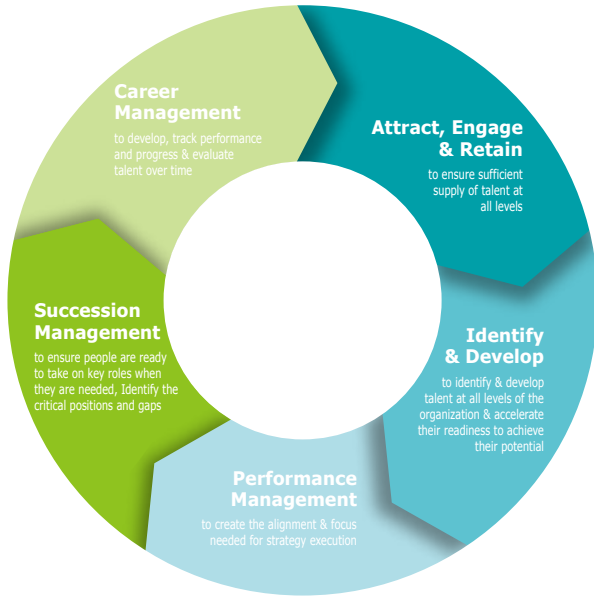 Career
Management
to develop, track performance
and progress & evaluate
talent over time
Attract, Engage
& Retain
to ensure sufficient
supply of talent at
all levels
Identify
& Develop
to identify & develop
talent at all levels of the
organization & accelerate
their readiness to achieve
their potential
Performance
Management
to create the alignment & focus
needed for strategy execution
Succession
Management
to ensure people are ready
to take on key roles when
they are needed, Identify the
critical positions and gaps